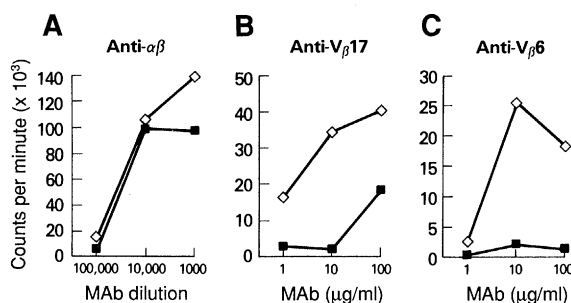 A
Anti-αβ
Counts per minute (x 10³)
140
120
100
80
60
40
20
0
100,000 10,000 1000
MAb dilution
B
Anti-Vβ17
50
40
30
20
10
0
1 10 100
MAb (μg/ml)
C
Anti-Vβ6
30
25
20
15
10
5
0
1 10 100
MAb (μg/ml)